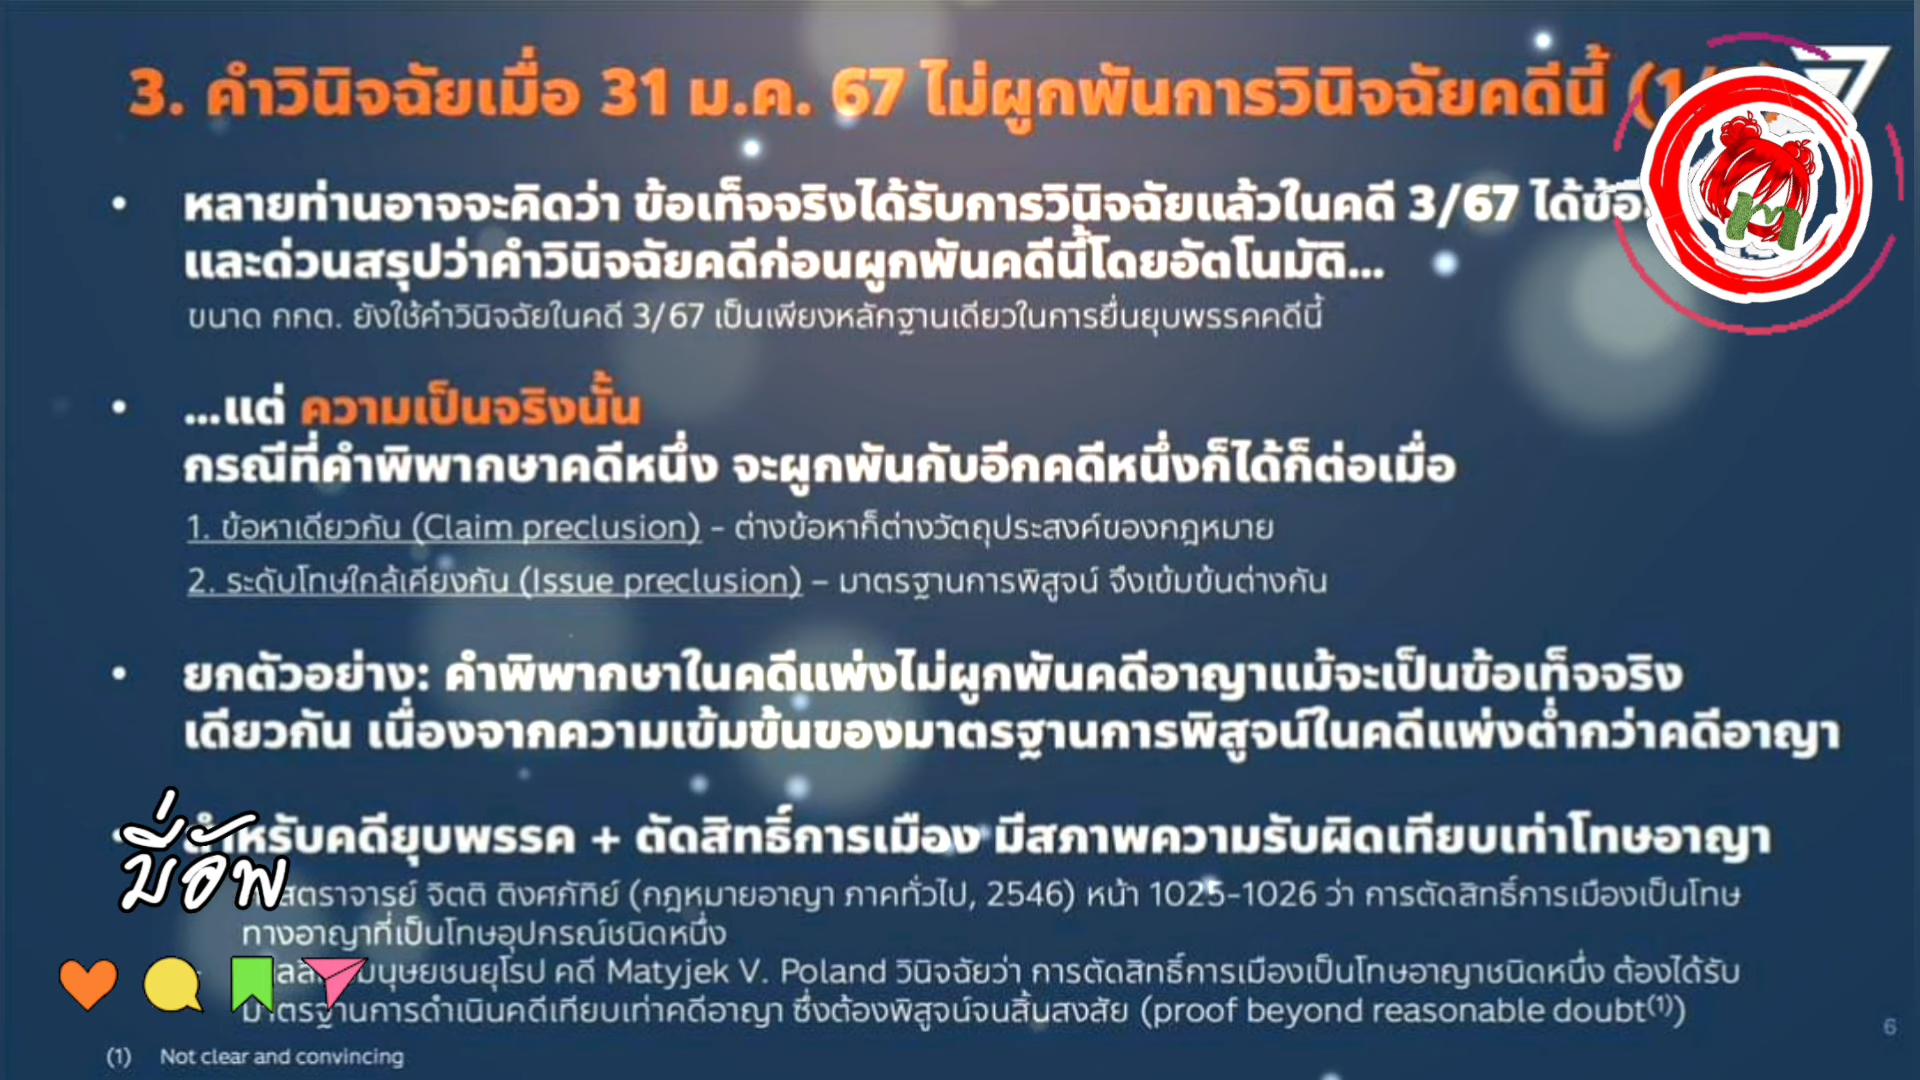 3. คำวินิจฉัยเมื่อ 31 ม.ค. 67 ไม่ผูกพันการวินิจฉัยคดีนี้ (1/
• หลายท่านอาจจะคิดว่า ข้อเท็จจริงได้รับการวินิจฉัยแล้วในคดี 3/67
และด่วนสรุปว่าคำวินิจฉัยคดีก่อนผูกพันคดีนี้โดยอัตโนมัติ...
ขนาด กกต. ยังใช้คำวินิจฉัยในคดี 3/67 เป็นเพียงหลักฐานเดียวในการยื่นยุบพรรคคดีนี้
• ...แต่ ความเป็นจริงนั้น
กรณีที่คำพิพากษาคดีหนึ่ง จะผูกพันกับอีกคดีหนึ่งก็ได้ก็ต่อเมื่อ
1. ข้อหาเดียวกัน (Claim preclusion) – ต่างข้อหาก็ต่างวัตถุประสงค์ของกฎหมาย
2. ระดับโทษใกล้เคียงกัน (Issue preclusion) – มาตรฐานการพิสูจน์ จึงเข้มข้นต่างกัน
• ยกตัวอย่าง: คำพิพากษาในคดีแพ่งไม่ผูกพันคดีอาญาแม้จะเป็นข้อเท็จจริง
เดียวกัน เนื่องจากความเข้มข้นของมาตรฐานการพิสูจน์ในคดีแพ่งต่ำกว่าคดีอาญา
• สำหรับคดียุบพรรค + ตัดสิทธิ์การเมือง มีสภาพความรับผิดเทียบเท่าโทษอาญา
บี่อัพ
จิตติ ติงศภัทิย์ (กฎหมายอาญา ภาคทั่วไป, 2546) หน้า 1025-1026 ว่า การตัดสิทธิ์การเมืองเป็นโทษ
ทางอาญาที่เป็นโทษอุปกรณ์ชนิดหนึ่ง
คดี Matyjek V. Poland วินิจฉัยว่า การตัดสิทธิ์การเมืองเป็นโทษอาญาชนิดหนึ่ง ต้องได้รับ
มาตรฐานการดำเนินคดีเทียบเท่าคดีอาญา ซึ่งต้องพิสูจน์จนสิ้นสงสัย (proof beyond reasonable doubt(1))
6
(1) Not clear and convincing